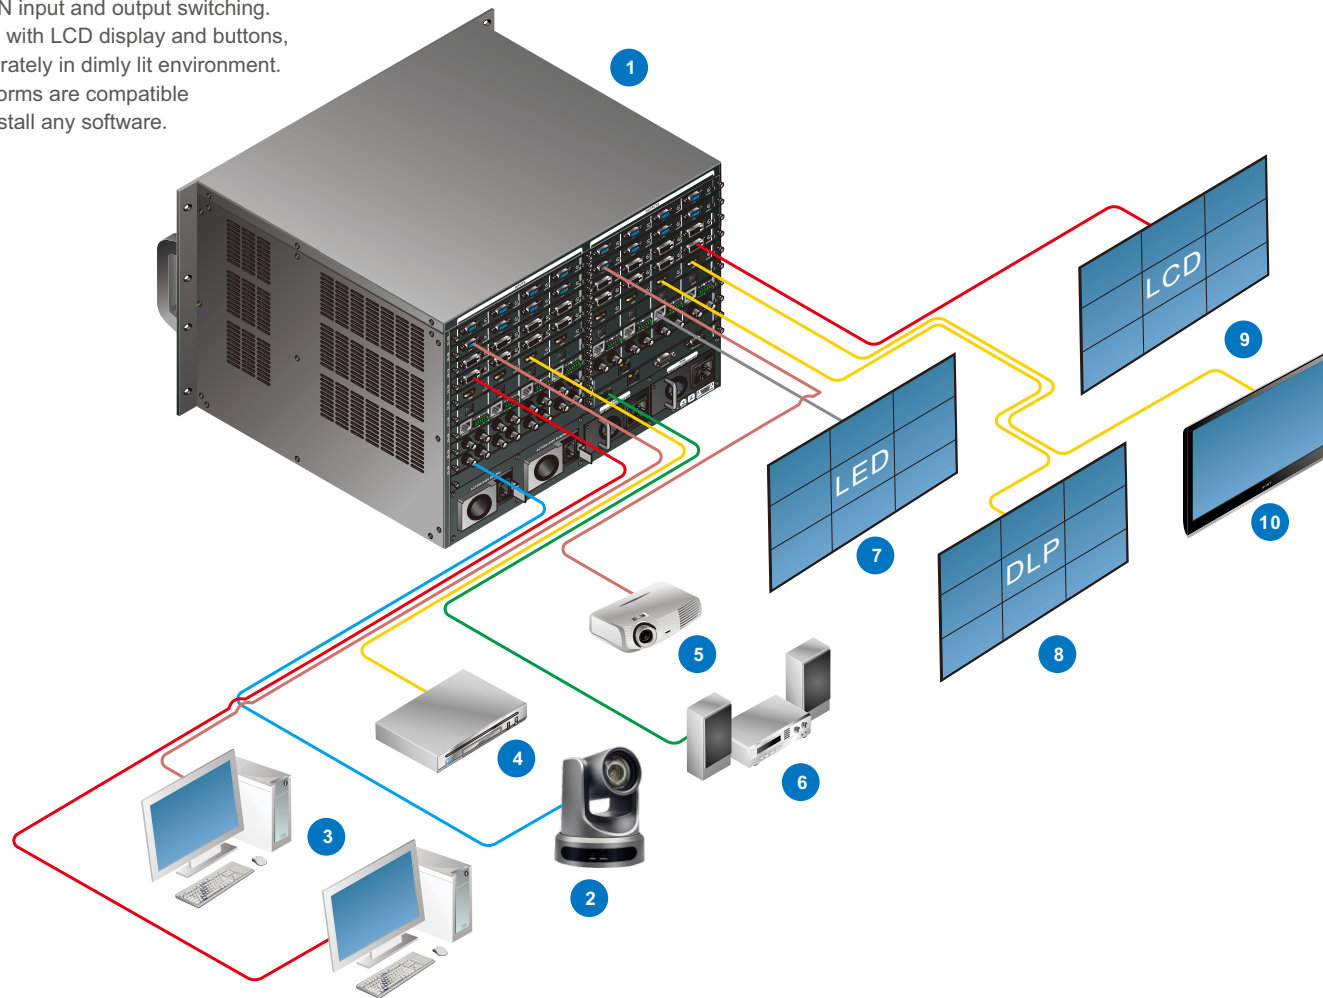 N input and output switching.
with LCD display and buttons,
rately in dimly lit environment.
orms are compatible
stall any software.
1
LCD
9
LED
10
7
DLP
5
8
4
6
3
2